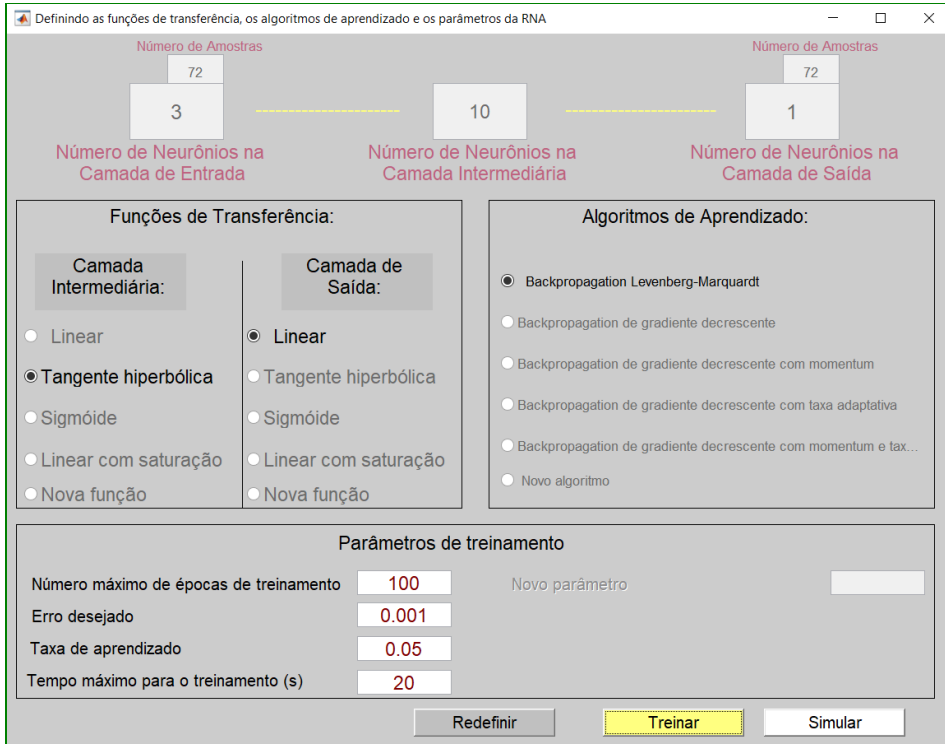 Definindo as funções de transferência, os algoritmos de aprendizado e os parâmetros da RNA
Número de Amostras
72
3
Número de Neurônios na
Camada de Entrada
10
Número de Neurônios na
Camada Intermediária
Número de Amostras
72
1
Número de Neurônios na
Camada de Saída
Funções de Transferência:
Camada
Intermediária:
Linear
Tangente hiperbólica
Sigmóide
Linear com saturação
Nova função
Camada de
Saída:
Linear
Tangente hiperbólica
Sigmóide
Linear com saturação
Nova função
Algoritmos de Aprendizado:
Backpropagation Levenberg-Marquardt
Backpropagation de gradiente decrescente
Backpropagation de gradiente decrescente com momentum
Backpropagation de gradiente decrescente com taxa adaptativa
Backpropagation de gradiente decrescente com momentum e tax...
Novo algoritmo
Parâmetros de treinamento
Número máximo de épocas de treinamento 100
Novo parâmetro
Erro desejado 0.001
Taxa de aprendizado 0.05
Tempo máximo para o treinamento (s) 20
Redefinir
Treinar
Simular